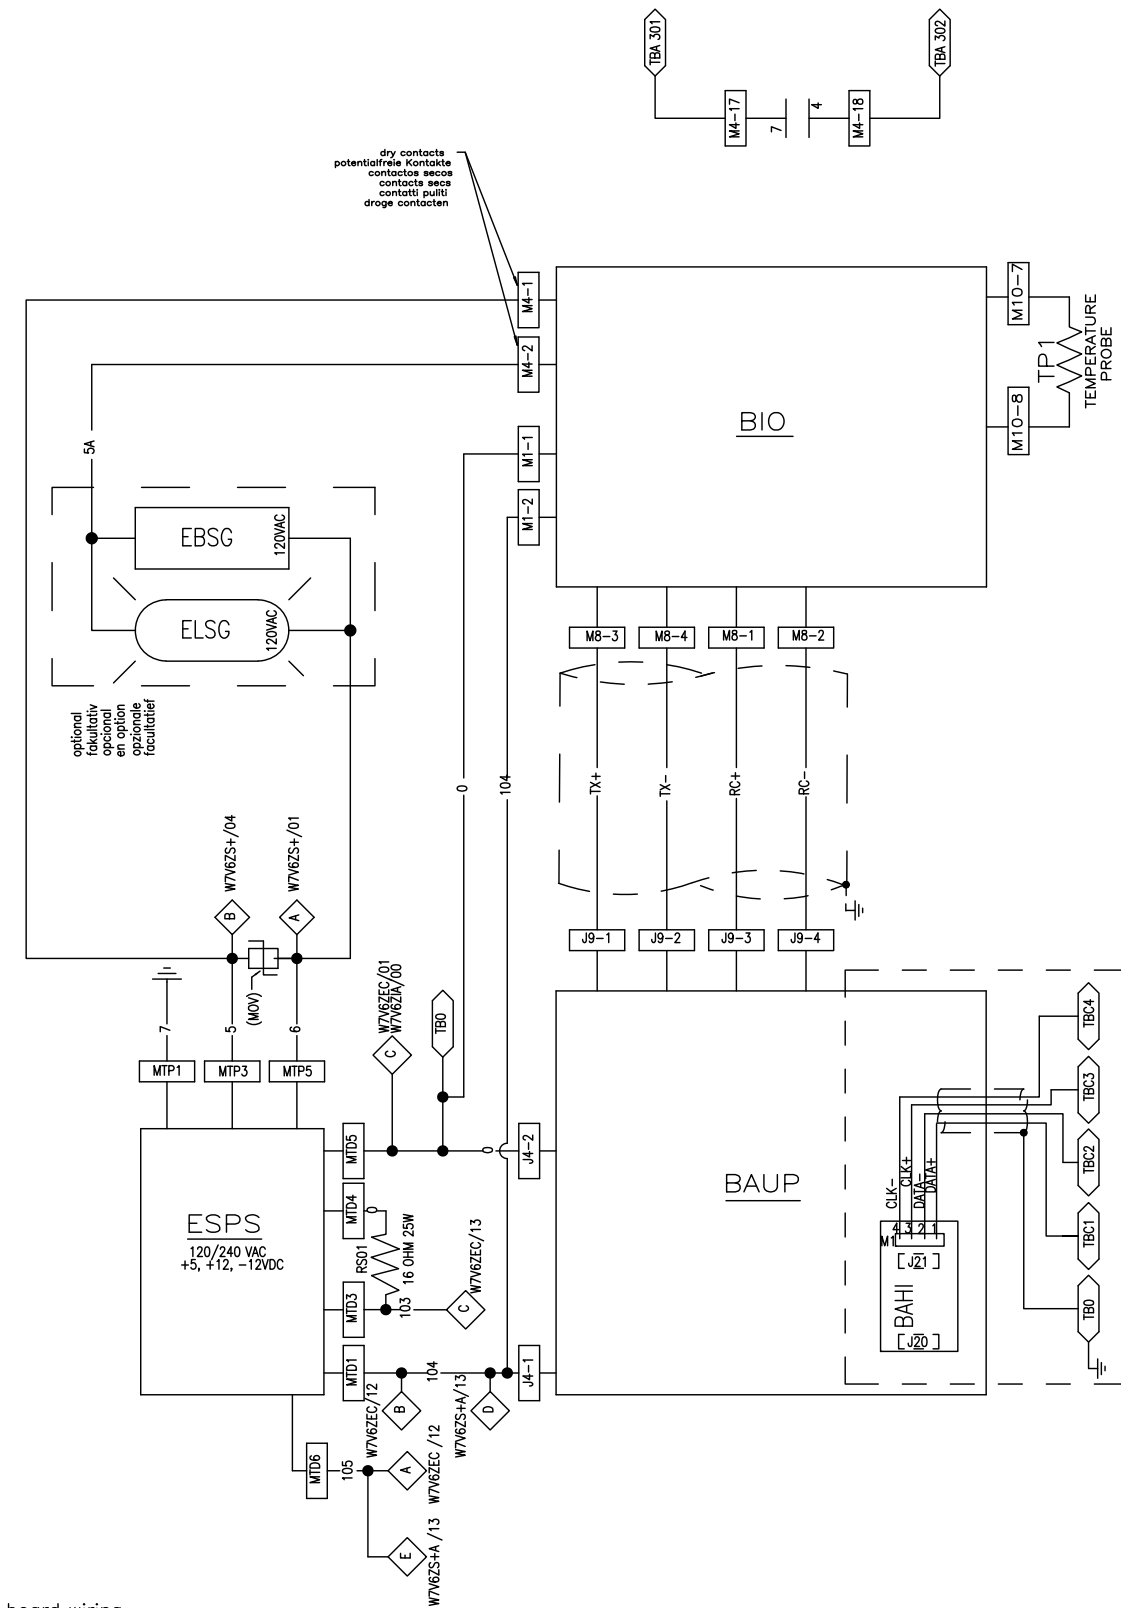 TBA 301
TBA 302
M4-17
7
4
M4-18
dry contacts
potentialfreie Kontakte
contactos secos
contacts secs
contatti puliti
droge contacten
M4-1
M4-2
M1-1
M1-2
BIO
M10-7
M10-8
TP1
TEMPERATURE
PROBE
5A
EBSG
120VAC
ELSG
120VAC
optional
fakultativ
opcional
en option
opzionale
facultatief
M8-3
M8-4
M8-1
M8-2
TX+
TX-
RC+
RC-
0
104
B
W7V6ZS+/04
A
W7V6ZS+/01
(MOV)
7
5
6
MTP1
MTP3
MTP5
C
W7V6ZEC/01
W7V6ZIA/00
TB0
J9-1
J9-2
J9-3
J9-4
ESPS
120/240 VAC
+5, +12, -12VDC
MTD5
MTD4
MTD3
MTD1
MTD6
0
0
RS01
16 OHM 25W
103
C
W7V6ZEC/13
104
B
W7V6ZEC/12
D
W7V6ZS+A/13
105
A
W7V6ZEC /12
E
W7V6ZS+A /13
J4-2
J4-1
BAUP
CLK-
CLK+
DATA-
DATA+
M1
4
3
2
1
J21
BAHI
J20
TBC4
TBC3
TBC2
TBC1
TB0
board wiring